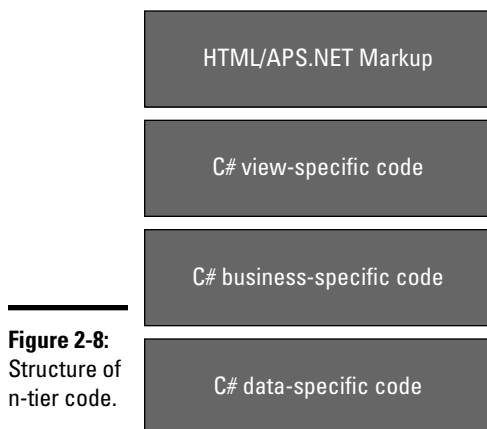 HTML/APS.NET Markup
C# view-specific code
C# business-specific code
C# data-specific code
Figure 2-8:
Structure of
n-tier code.